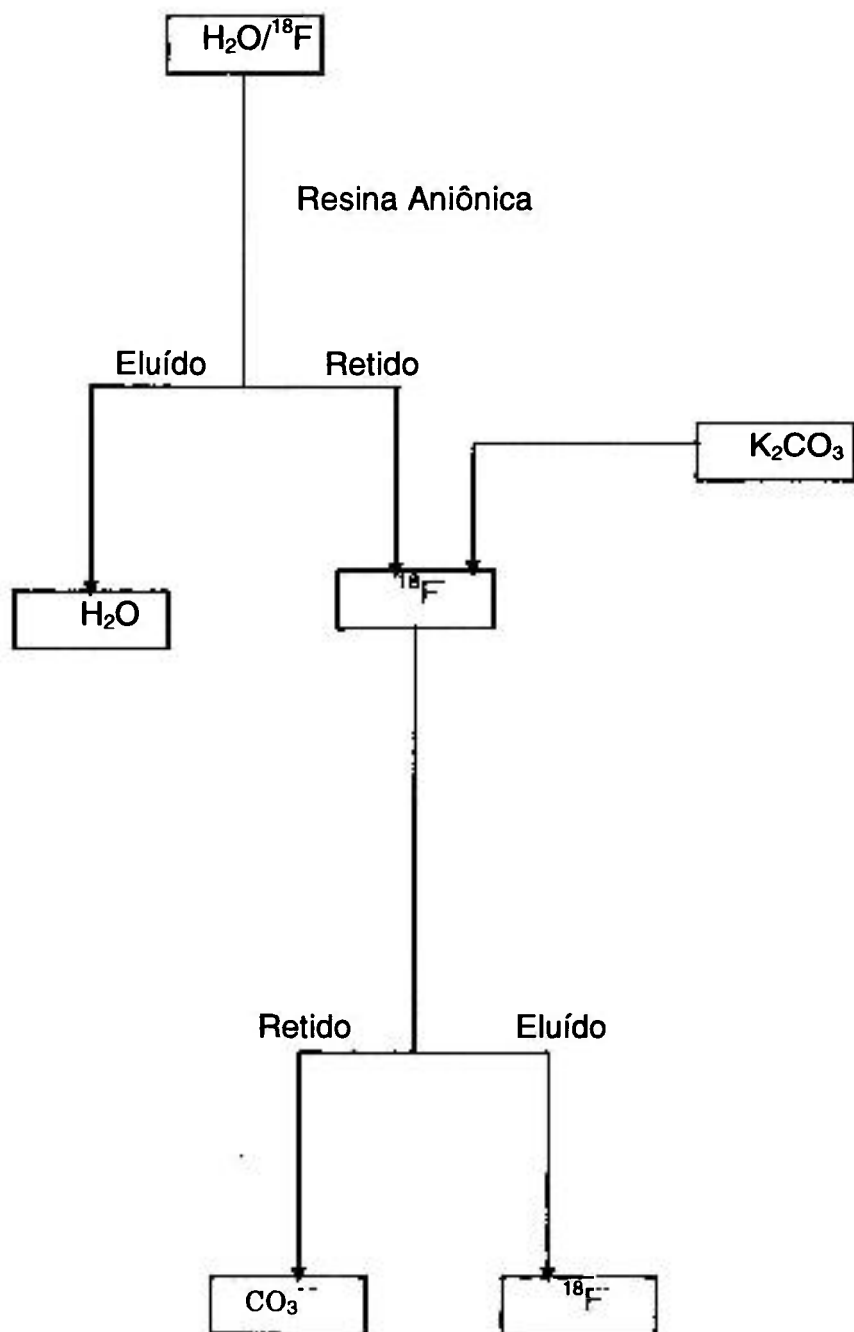 H₂O/¹⁸F
Resina Aniônica
Eluído Retido
K₂CO₃
¹⁸F⁻
H₂O
Retido Eluído
CO₃⁻⁻
¹⁸F⁻